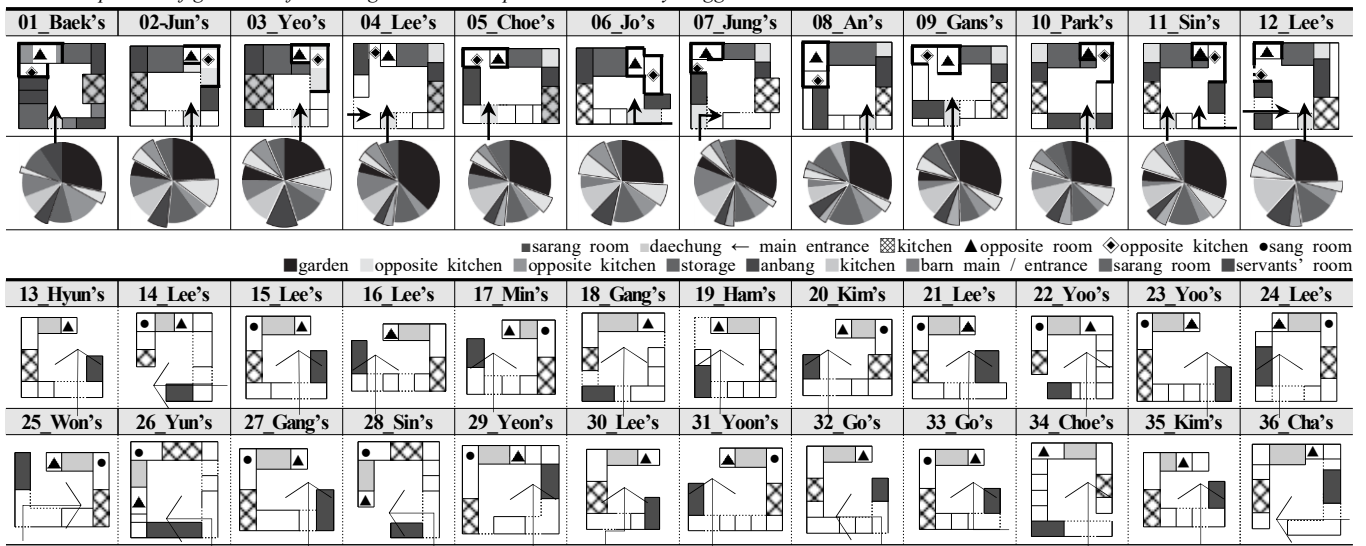 01_Baek's 02-Jun's 03_Yeo's 04_Lee's 05_Choe's 06_Jo's 07_Jung's 08_An's 09_Gans's 10_Park's 11_Sin's 12_Lee's
■sarang room ■daechung ← main entrance ▩kitchen ▲opposite room ◈opposite kitchen ●sang room
■garden ■opposite kitchen ■opposite kitchen ■storage ■anbang ■kitchen ■barn main / entrance ■sarang room ■servants' room
13_Hyun's 14_Lee's 15_Lee's 16_Lee's 17_Min's 18_Gang's 19_Ham's 20_Kim's 21_Lee's 22_Yoo's 23_Yoo's 24_Lee's
25_Won's 26_Yun's 27_Gang's 28_Sin's 29_Yeon's 30_Lee's 31_Yoon's 32_Go's 33_Go's 34_Choe's 35_Kim's 36_Cha's